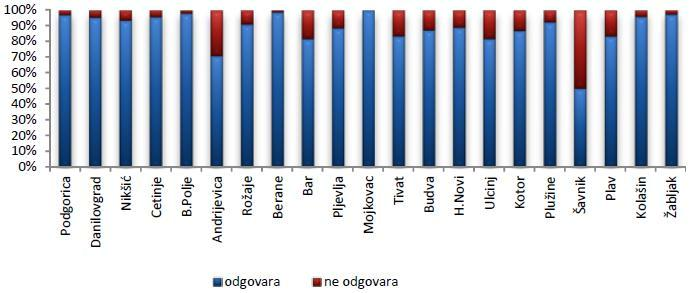 100%
90%
80%
70%
60%
50%
40%
30%
20%
10%
0%
Podgorica
Danilovgrad
Nikšić
Cetinje
B.Polje
Andrijevica
Rožaje
Berane
Bar
Pljevlja
Mojkovac
Tivat
Budva
H.Novi
Ulcinj
Kotor
Plužine
Šavnik
Plav
Kolašin
Žabljak
odgovara ne odgovara